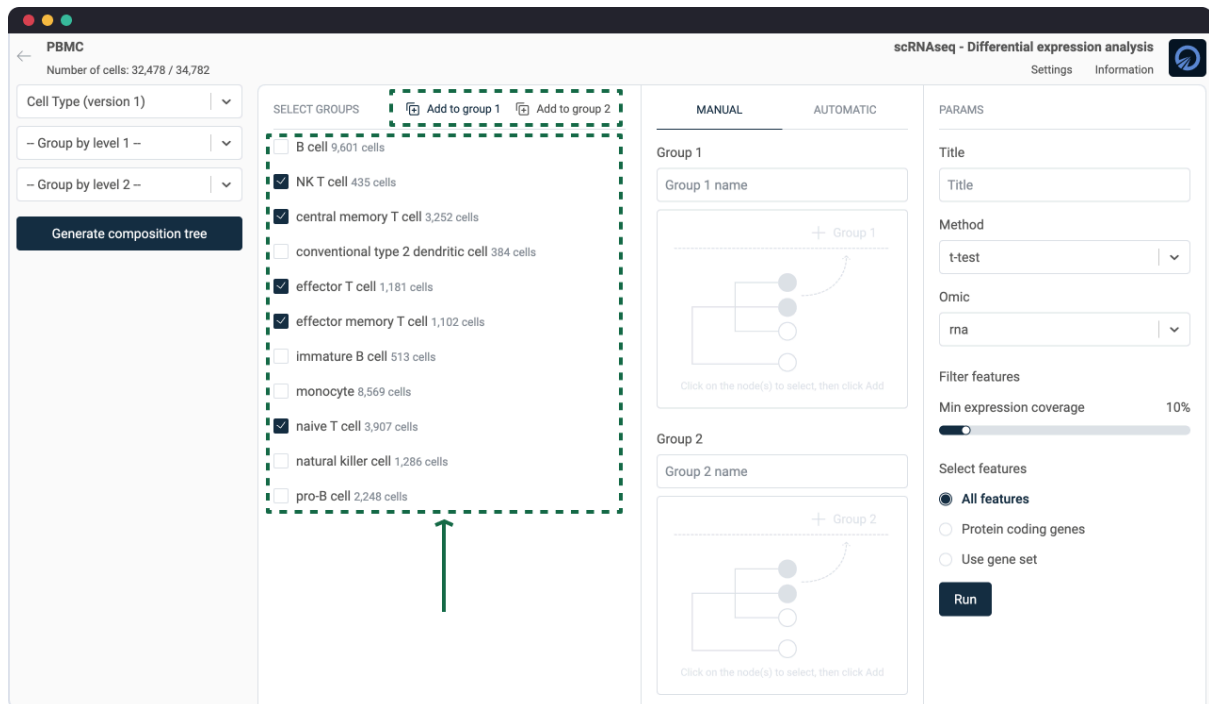 PBMC
Number of cells: 32,478 / 34,782
scRNAseq - Differential expression analysis
Settings Information
Cell Type (version 1)
-- Group by level 1 --
-- Group by level 2 --
Generate composition tree
SELECT GROUPS Add to group 1 Add to group 2
B cell 9,601 cells
NK T cell 435 cells
central memory T cell 3,252 cells
conventional type 2 dendritic cell 384 cells
effector T cell 1,181 cells
effector memory T cell 1,102 cells
immature B cell 513 cells
monocyte 8,569 cells
naive T cell 3,907 cells
natural killer cell 1,286 cells
pro-B cell 2,248 cells
MANUAL AUTOMATIC
Group 1
Group 1 name
+ Group 1
Click on the node(s) to select, then click Add
Group 2
Group 2 name
+ Group 2
Click on the node(s) to select, then click Add
PARAMS
Title
Title
Method
t-test
Omic
rna
Filter features
Min expression coverage 10%
Select features
All features
Protein coding genes
Use gene set
Run